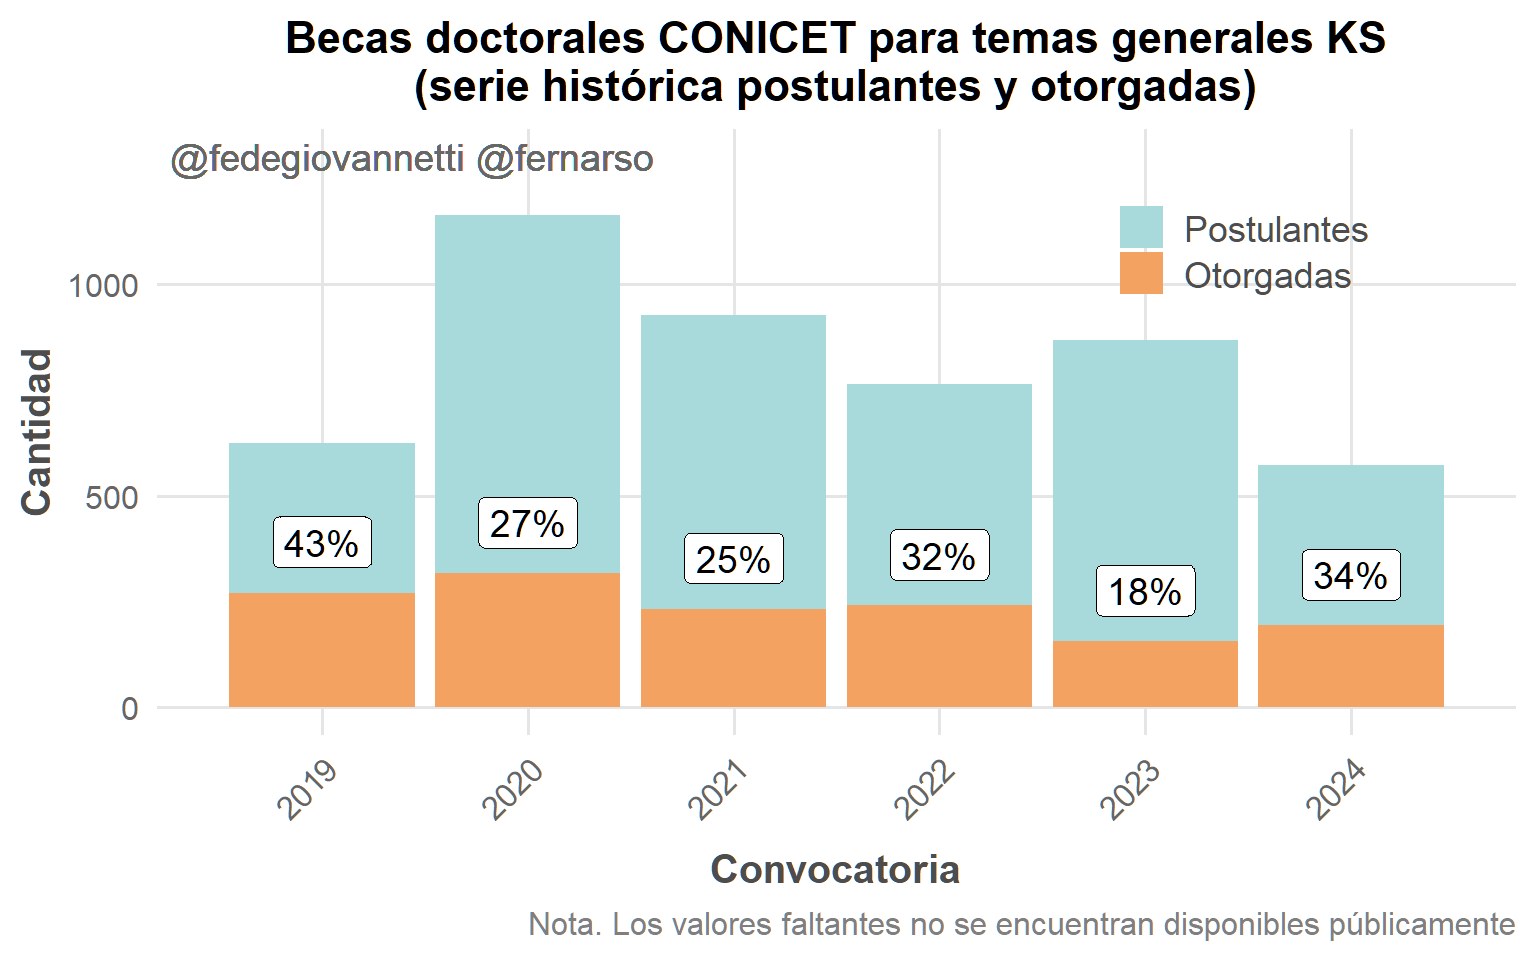 Becas doctorales CONICET para temas generales KS
(serie histórica postulantes y otorgadas)
@fedegiovannetti @fernarso
Postulantes
Otorgadas
Cantidad
1000
500
0
43%
27%
25%
32%
18%
34%
2019
2020
2021
2022
2023
2024
Convocatoria
Nota. Los valores faltantes no se encuentran disponibles públicamente